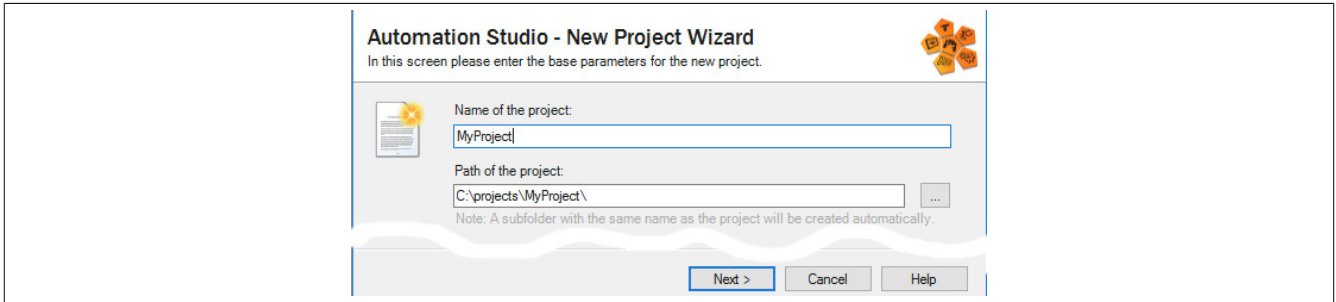 Automation Studio - New Project Wizard
In this screen please enter the base parameters for the new project.
Name of the project:
MyProject
Path of the project:
C:\projects\MyProject\
...
Note: A subfolder with the same name as the project will be created automatically.
Next >
Cancel
Help